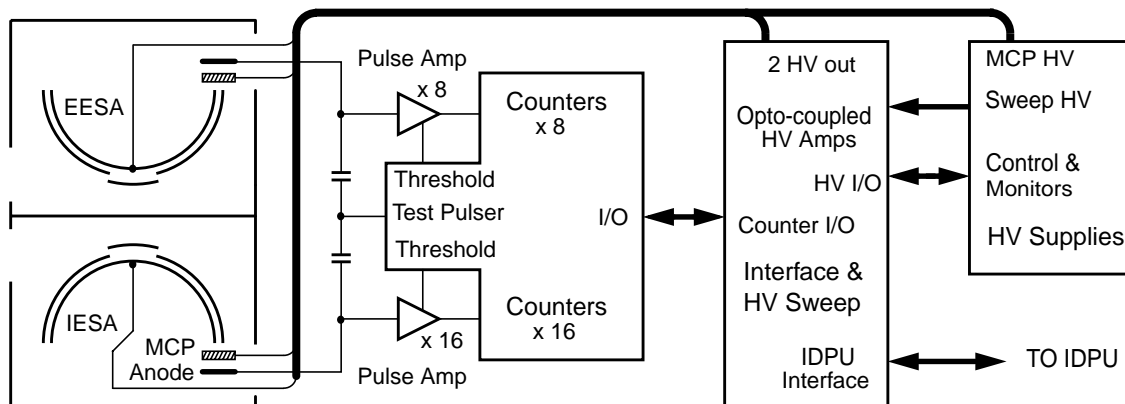 EESA
IESA
MCP
Anode
Pulse Amp
x 8
Counters
x 8
Threshold
Test Pulser
Threshold
I/O
Counters
x 16
x 16
Pulse Amp
2 HV out
Opto-coupled
HV Amps
HV I/O
Counter I/O
Interface &
HV Sweep
IDPU
Interface
MCP HV
Sweep HV
Control &
Monitors
HV Supplies
TO IDPU